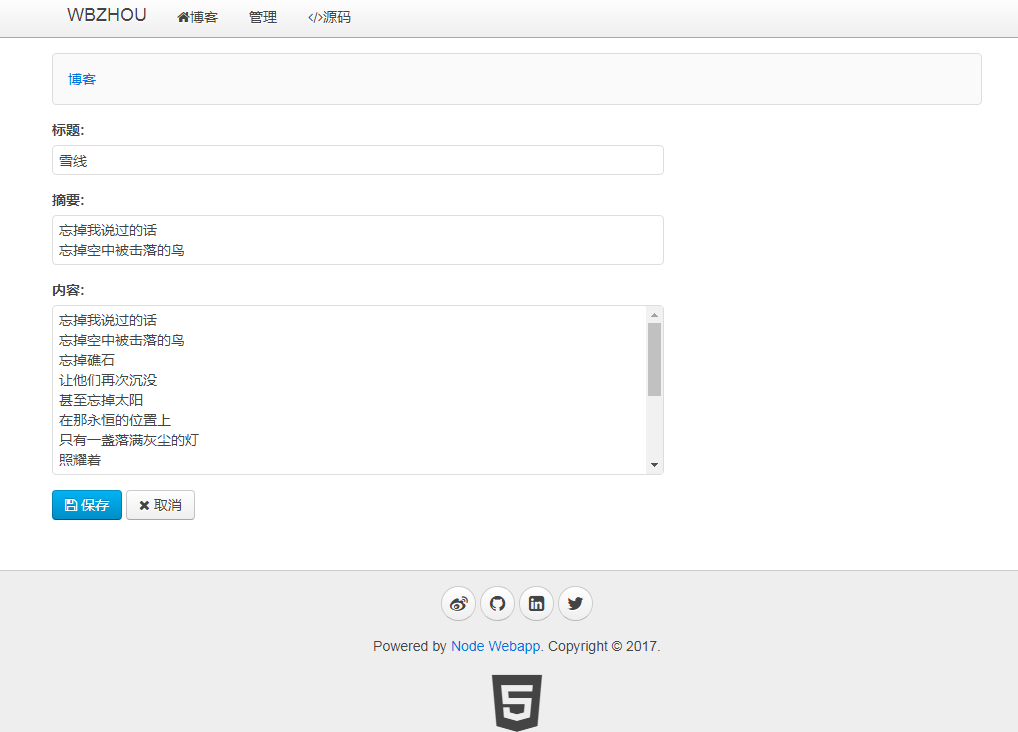 WBZHOU 博客 管理 </>源码
博客
标题:
雪线
摘要:
忘掉我说过的话
忘掉空中被击落的鸟
内容:
忘掉我说过的话
忘掉空中被击落的鸟
忘掉礁石
让他们再次沉没
甚至忘掉太阳
在那永恒的位置上
只有一盏落满灰尘的灯
照耀着
保存 取消
Powered by Node Webapp. Copyright © 2017.
5